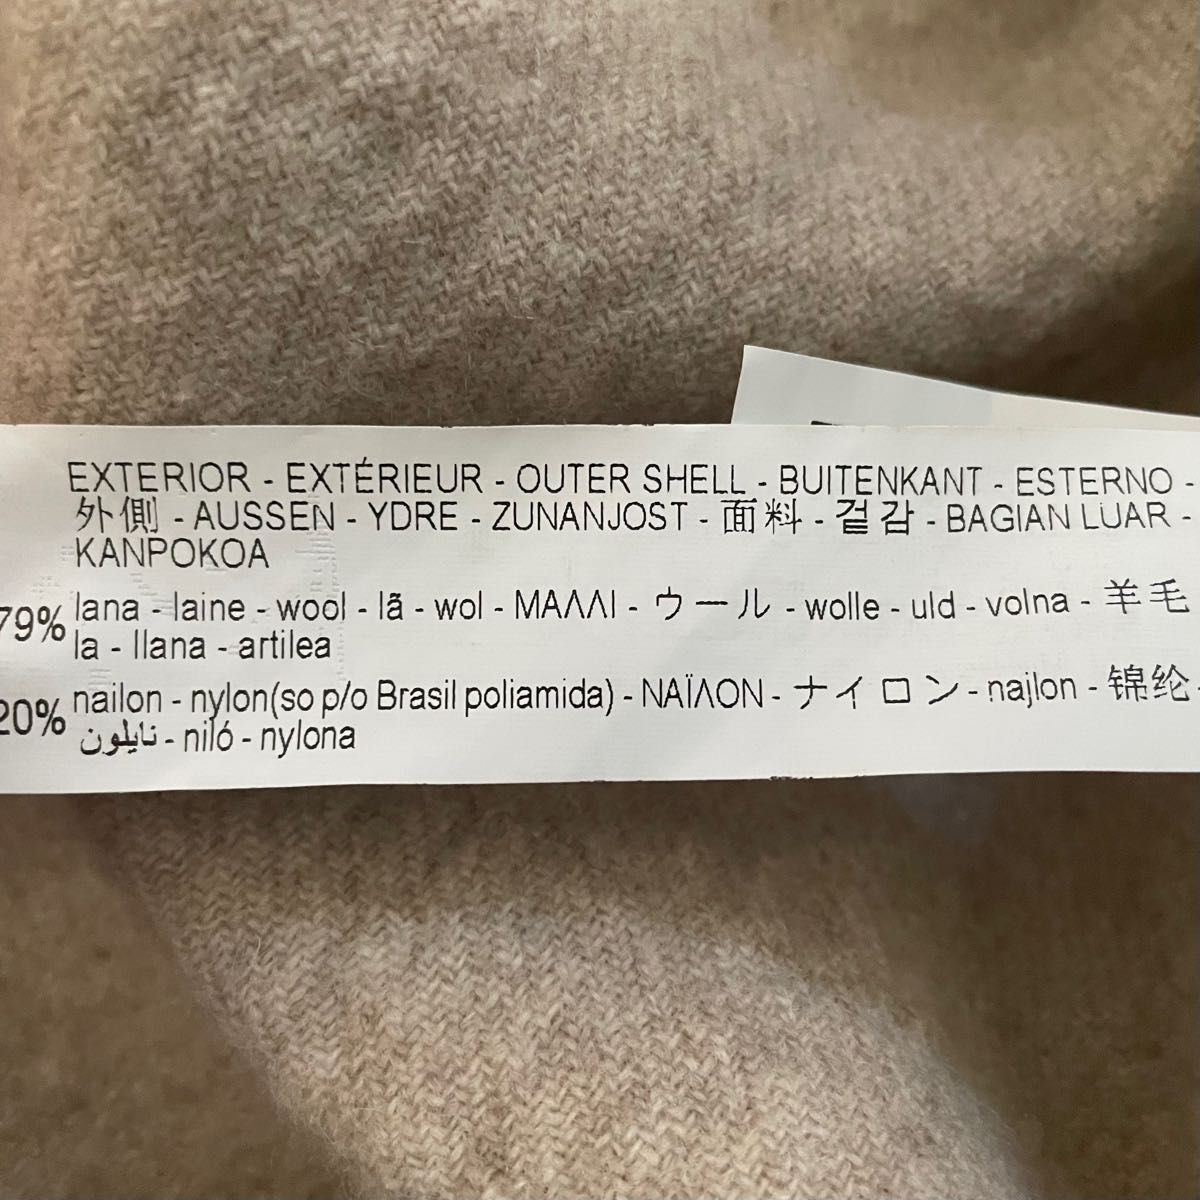 EXTERIOR - EXTÉRIEUR - OUTER SHELL - BUITENKANT - ESTERNO -
外側 - AUSSEN - YDRE - ZUNANJOST - 面料 - 겉감 - BAGIAN LUAR -
KANPOKOA
79% lana - laine - wool - lã - wol - ΜΑΛΛΙ - ウール - wolle - uld - volna - 羊毛
la - llana - artilea
20% nailon - nylon(so p/o Brasil poliamida) - ΝΑΪΛΟΝ - ナイロン - najlon - 锦纶 -
نايلون - niló - nylona